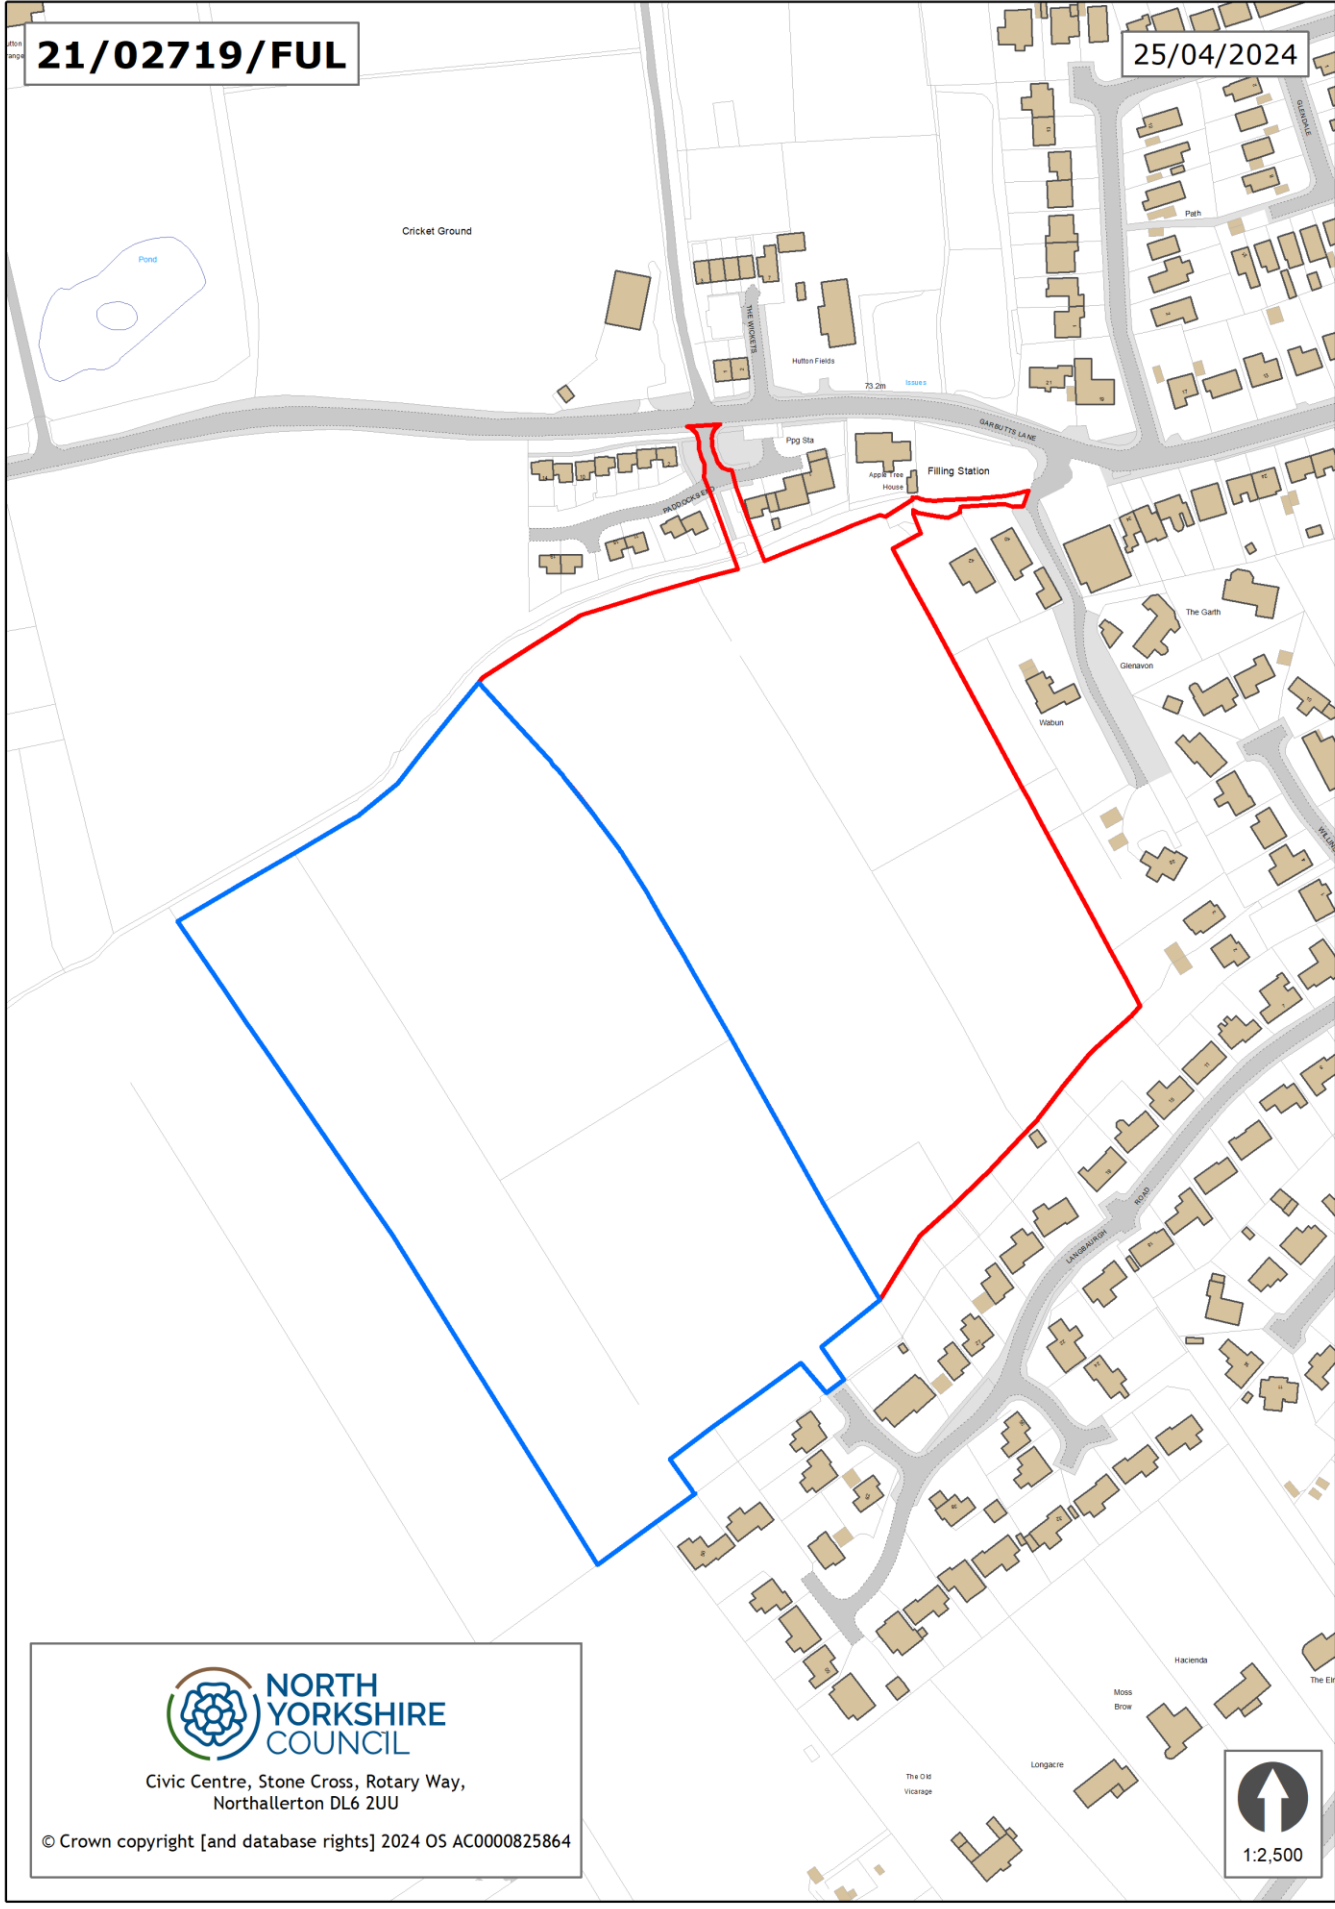 21/02719/FUL
25/04/2024
GLENDALE
Path
Cricket Ground
Pond
THE WICKETS
Hutton Fields
73.2m
Issues
GARBUTTS LANE
Ppg Sta
Apple Tree
House
Filling Station
PADDOCKS END
The Garth
Glenavon
Wabun
LANGBAURGH
ROAD
Hacienda
Moss
Brow
Longacre
The Old
Vicarage
NORTH
YORKSHIRE
COUNCIL
Civic Centre, Stone Cross, Rotary Way,
Northallerton DL6 2UU
© Crown copyright [and database rights] 2024 OS AC0000825864
1:2,500